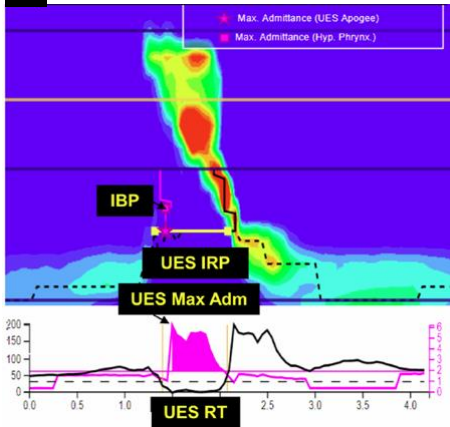 Max. Admittance (UES Apogee)
Max. Admittance (Hyp. Phrynx.)
IBP
UES IRP
UES Max Adm
200
150
100
50
0
6
5
4
3
2
1
0
UES RT
0.0 0.5 1.0 1.5 2.0 2.5 3.0 3.5 4.0